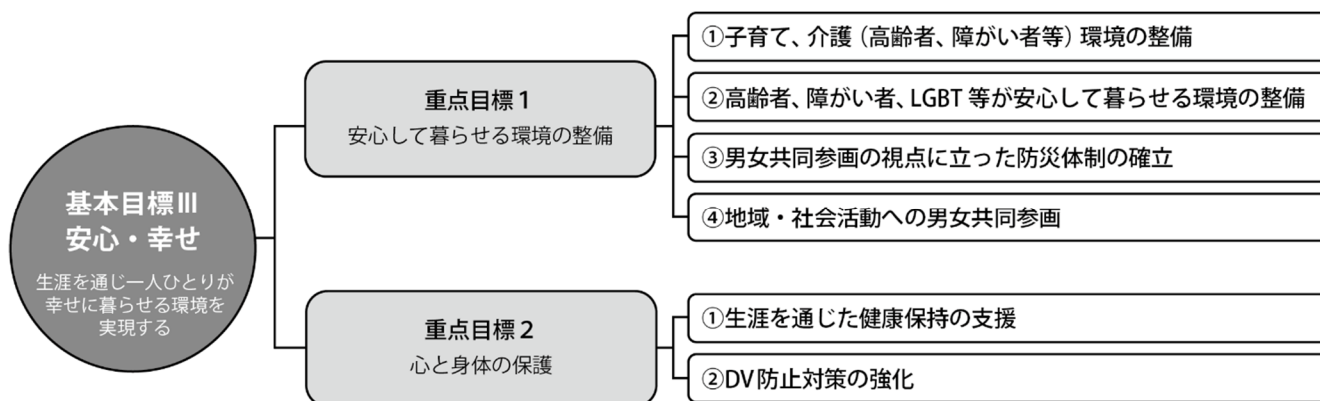 基本目標Ⅲ
安心・幸せ
生涯を通じ一人ひとりが
幸せに暮らせる環境を
実現する
重点目標1
安心して暮らせる環境の整備
①子育て、介護（高齢者、障がい者等）環境の整備
②高齢者、障がい者、LGBT等が安心して暮らせる環境の整備
③男女共同参画の視点に立った防災体制の確立
④地域・社会活動への男女共同参画
重点目標2
心と身体の保護
①生涯を通じた健康保持の支援
②DV防止対策の強化